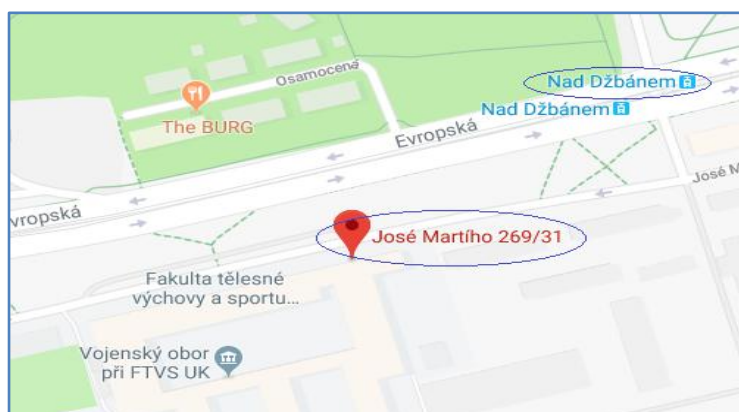 Osamocená
Nad Džbánem
The BURG
Nad Džbánem
Evropská
José M
vropská
José Martího 269/31
Fakulta tělesné
výchovy a sportu...
Vojenský obor
při FTVS UK